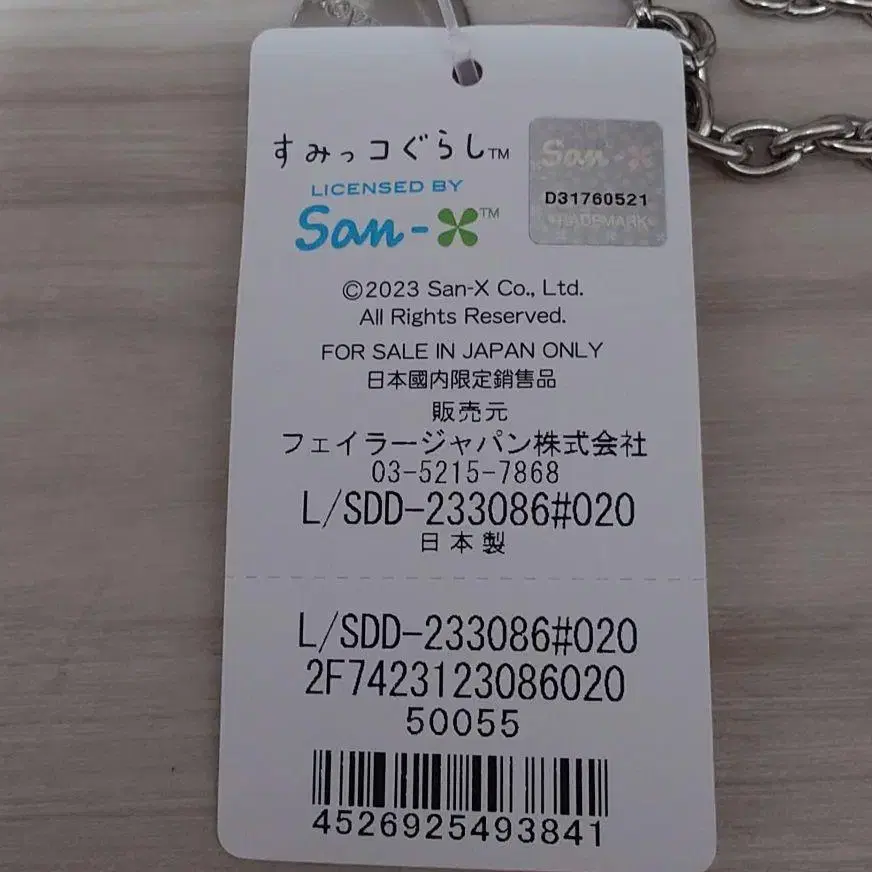 すみっコぐらし™
LICENSED BY
San-X™
San-X
D31760521
TRADEMARK
©2023 San-X Co., Ltd.
All Rights Reserved.
FOR SALE IN JAPAN ONLY
日本國内限定銷售品
販売元
フェイラージャパン株式会社
03-5215-7868
L/SDD-233086#020
日本製
L/SDD-233086#020
2F7423123086020
50055
4526925493841